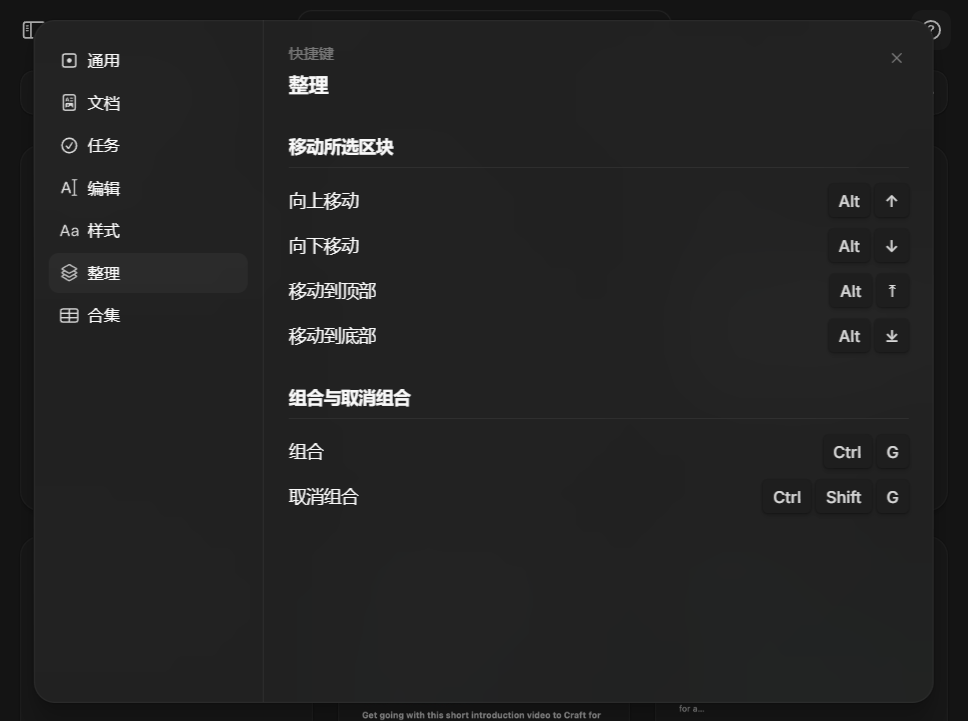 通用
文档
任务
编辑
Aa 样式
整理
合集
快捷键
整理
移动所选区块
向上移动 Alt ↑
向下移动 Alt ↓
移动到顶部 Alt ⤒
移动到底部 Alt ⤓
组合与取消组合
组合 Ctrl G
取消组合 Ctrl Shift G
for a...
Get going with this short introduction video to Craft for